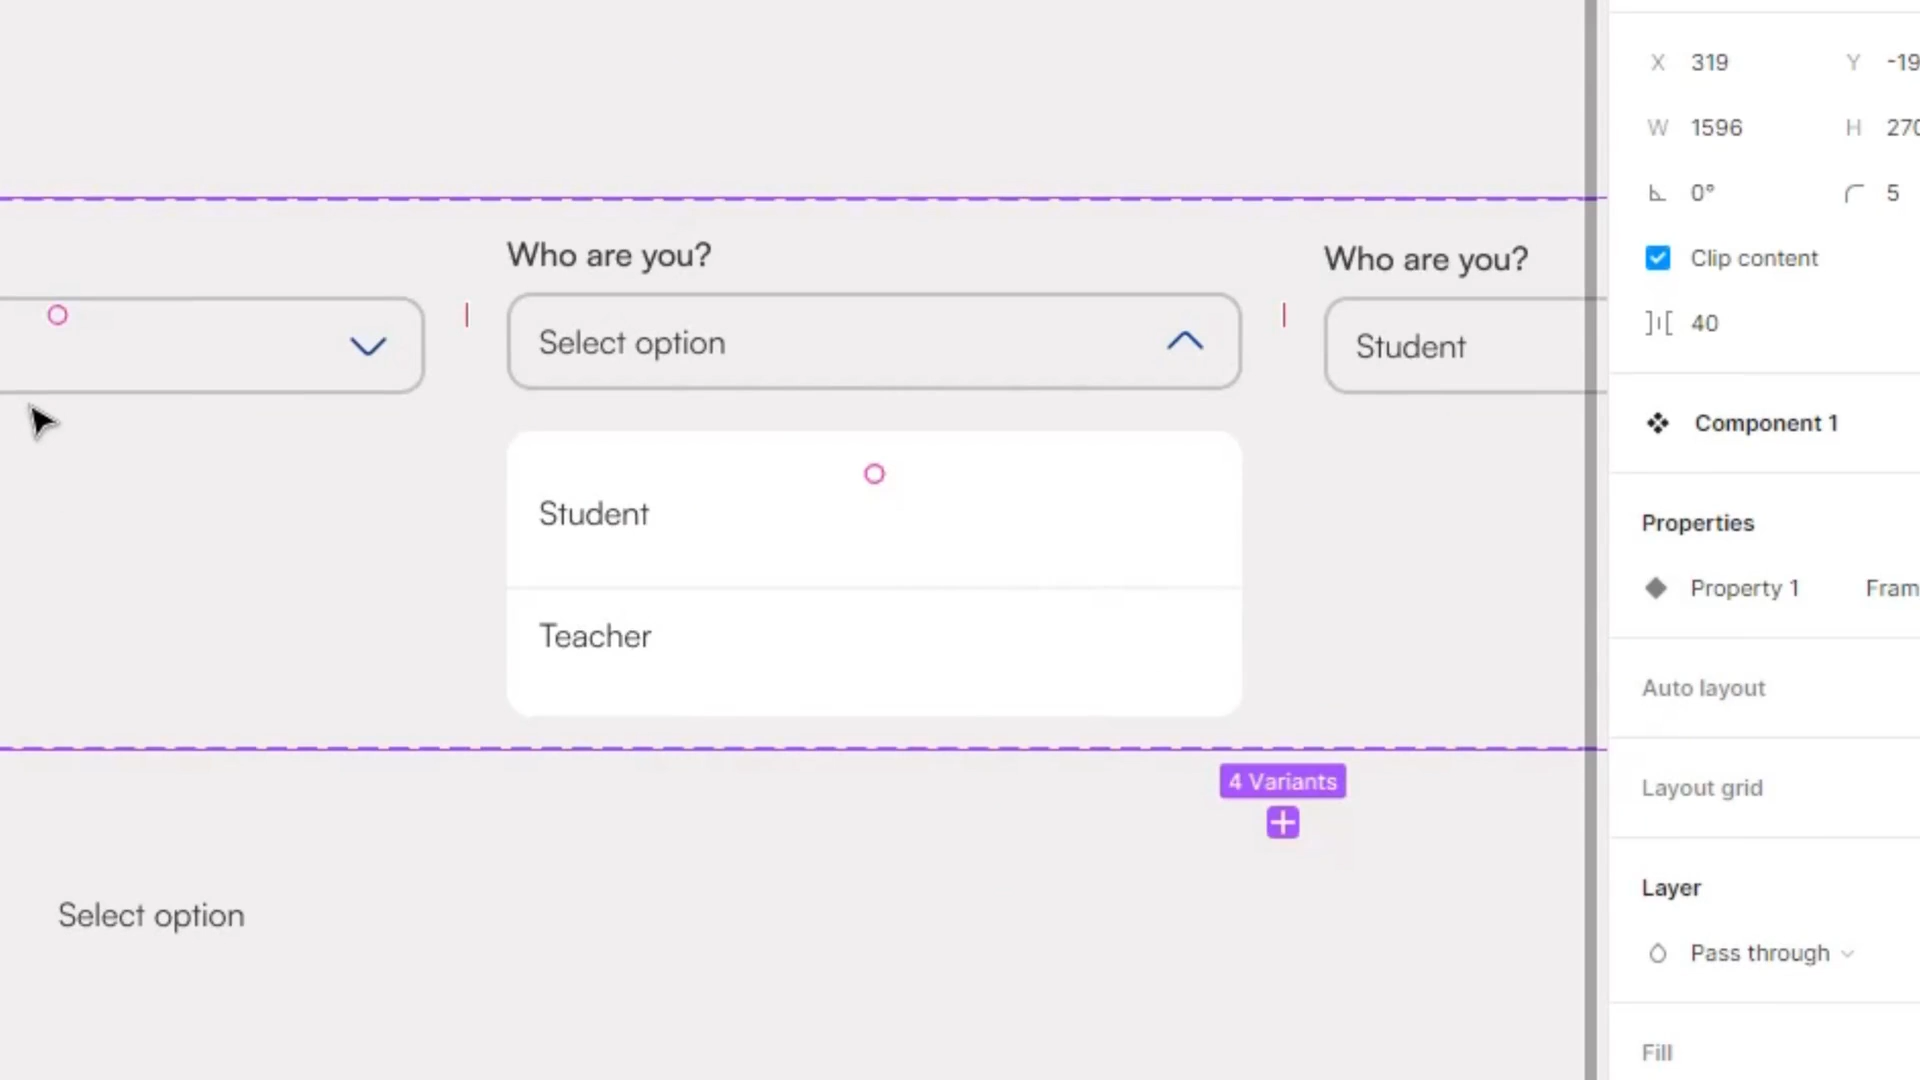 Who are you?
Select option
Student
Teacher
Who are you?
Student
4 Variants
Select option
X 319 Y -19
W 1596 H 270
0° 5
Clip content
40
Component 1
Properties
Property 1 Fram
Auto layout
Layout grid
Layer
Pass through
Fill